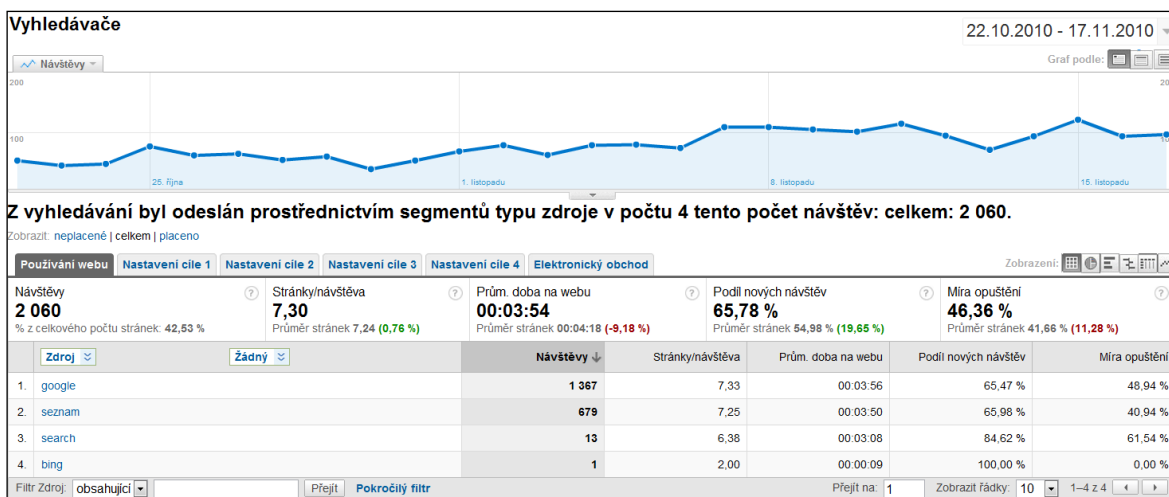 Vyhledávače
22.10.2010 - 17.11.2010
Návštěvy
Graf podle:
200
20
100
10
25. října
1. listopadu
8. listopadu
15. listopadu
Z vyhledávání byl odeslán prostřednictvím segmentů typu zdroje v počtu 4 tento počet návštěv: celkem: 2 060.
Zobrazit: neplacené | celkem | placeno
Používání webu Nastavení cíle 1 Nastavení cíle 2 Nastavení cíle 3 Nastavení cíle 4 Elektronický obchod Zobrazení:
Návštěvy ? Stránky/návštěva ? Prům. doba na webu ? Podíl nových návštěv ? Míra opuštění ?
2 060 7,30 00:03:54 65,78 % 46,36 %
% z celkového počtu stránek: 42,53 % Průměr stránek 7,24 (0,76 %) Průměr stránek 00:04:18 (-9,18 %) Průměr stránek 54,98 % (19,65 %) Průměr stránek 41,66 % (11,28 %)
Zdroj Žádný Návštěvy Stránky/návštěva Prům. doba na webu Podíl nových návštěv Míra opuštění
1. google 1 367 7,33 00:03:56 65,47 % 48,94 %
2. seznam 679 7,25 00:03:50 65,98 % 40,94 %
3. search 13 6,38 00:03:08 84,62 % 61,54 %
4. bing 1 2,00 00:00:09 100,00 % 0,00 %
Filtr Zdroj: obsahující Přejít Pokročilý filtr Přejít na: 1 Zobrazit řádky: 10 1–4 z 4